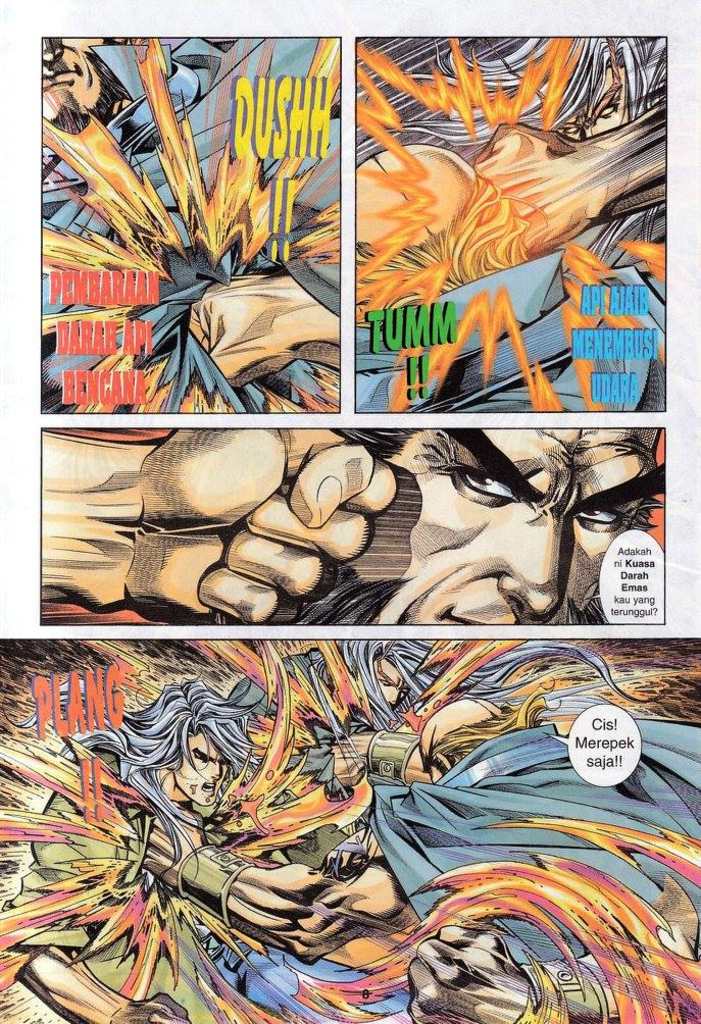 DUSHH
!!
PEMBARAAN
DARAH API
BENCANA
TUMM
!!
API AJAIB
MENEMBUSI
UDARA
Adakah
ni Kuasa
Darah
Emas
kau yang
terunggul?
PLANG
!!
Cis!
Merepek
saja!!
8